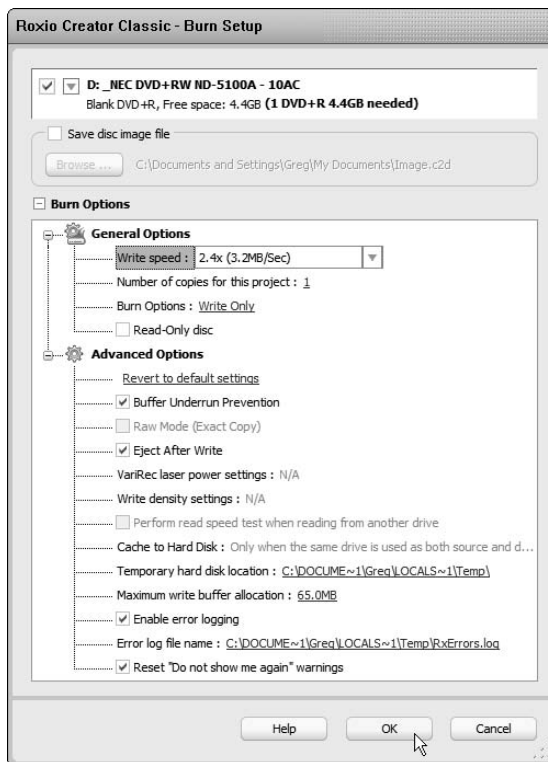 Roxio Creator Classic - Burn Setup
D: _NEC DVD+RW ND-5100A - 10AC
Blank DVD+R, Free space: 4.4GB (1 DVD+R 4.4GB needed)
Save disc image file
Browse ... C:\Documents and Settings\Greg\My Documents\Image.c2d
Burn Options
General Options
Write speed : 2.4x (3.2MB/Sec)
Number of copies for this project : 1
Burn Options : Write Only
Read-Only disc
Advanced Options
Revert to default settings
Buffer Underrun Prevention
Raw Mode (Exact Copy)
Eject After Write
VariRec laser power settings : N/A
Write density settings : N/A
Perform read speed test when reading from another drive
Cache to Hard Disk : Only when the same drive is used as both source and d...
Temporary hard disk location : C:\DOCUME~1\Greg\LOCALS~1\Temp\
Maximum write buffer allocation : 65.0MB
Enable error logging
Error log file name : C:\DOCUME~1\Greg\LOCALS~1\Temp\RxErrors.log
Reset "Do not show me again" warnings
Help OK Cancel